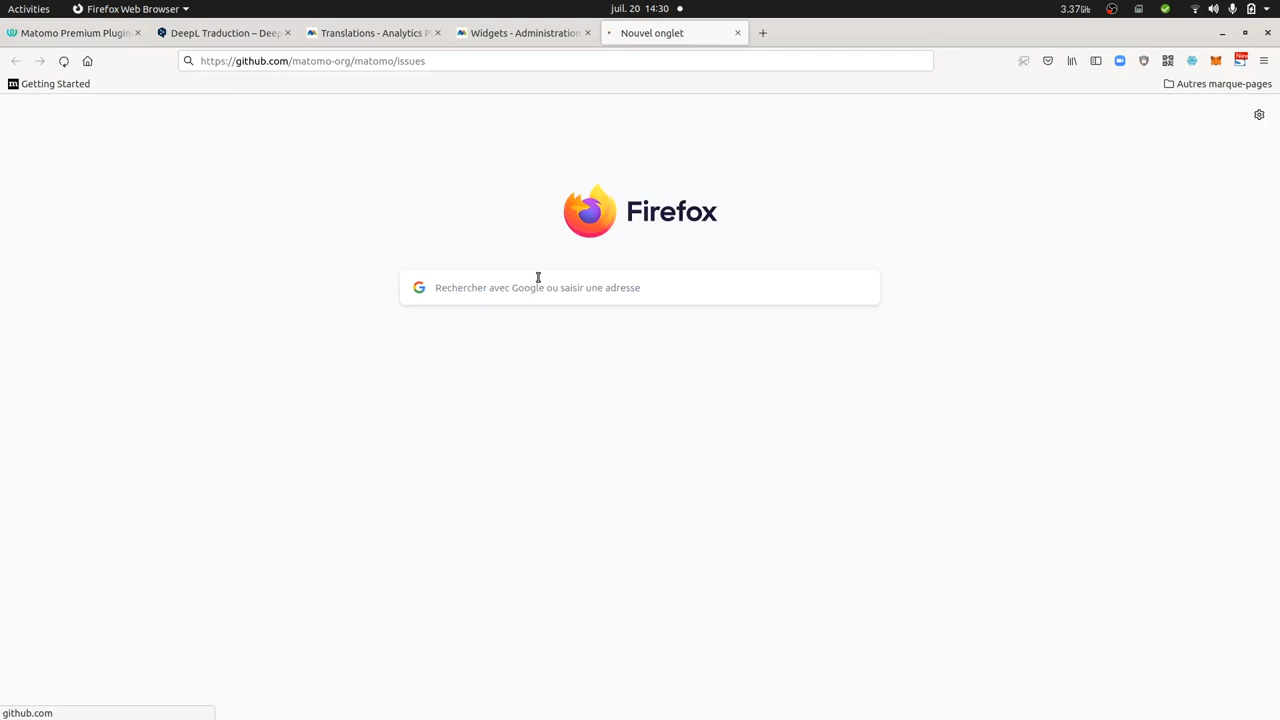 Activities
Firefox Web Browser
juil. 20 14:30
3.37
Matomo Premium Plugin
DeepL Traduction – Deep
Translations - Analytics P
Widgets - Administration
Nouvel onglet
https://github.com/matomo-org/matomo/issues
New
Getting Started
Autres marque-pages
Firefox
Rechercher avec Google ou saisir une adresse
github.com